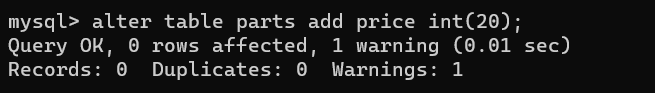 mysql> alter table parts add price int(20);
Query OK, 0 rows affected, 1 warning (0.01 sec)
Records: 0  Duplicates: 0  Warnings: 1